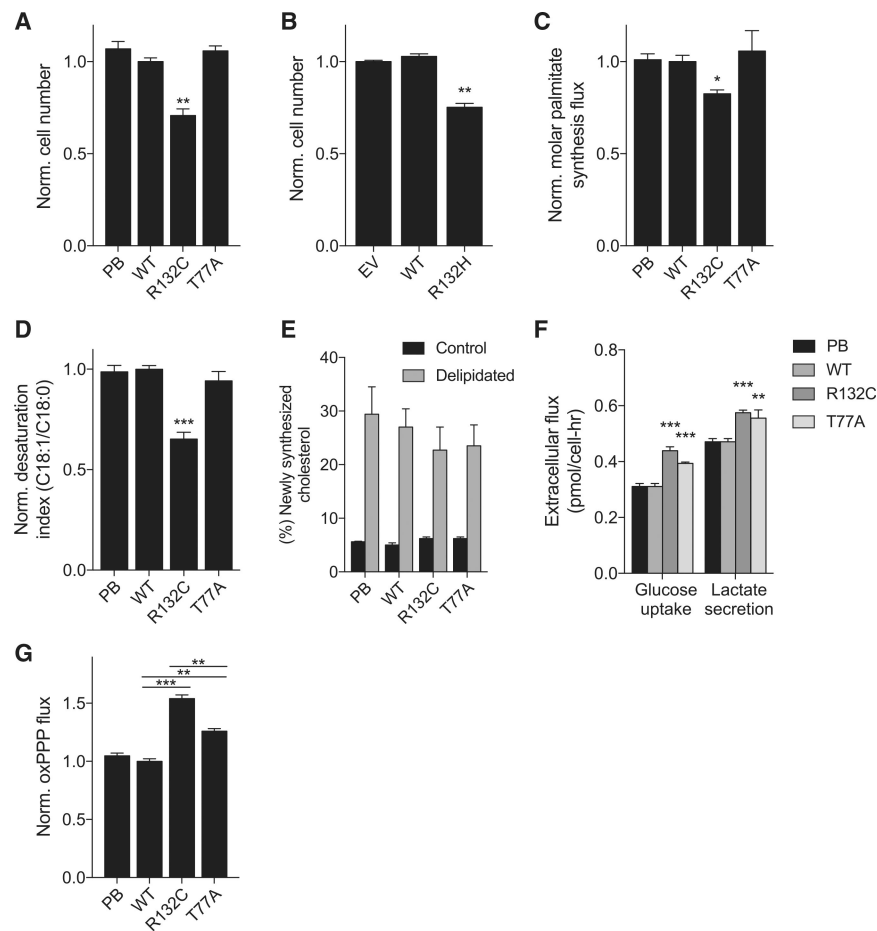 A
Norm. cell number
1.0
0.5
0.0
**
PB
WT
R132C
T77A
B
Norm. cell number
1.0
0.5
0.0
**
EV
WT
R132H
C
Norm. molar palmitate
synthesis flux
1.0
0.5
0.0
*
PB
WT
R132C
T77A
D
Norm. desaturation
index (C18:1/C18:0)
1.0
0.5
0.0
***
PB
WT
R132C
T77A
E
Control
Delipidated
(%) Newly synthesized
cholesterol
40
30
20
10
0
PB
WT
R132C
T77A
F
PB
WT
R132C
T77A
Extracellular flux
(pmol/cell-hr)
0.8
0.6
0.4
0.2
0.0
***
***
***
**
Glucose
uptake
Lactate
secretion
G
Norm. oxPPP flux
1.5
1.0
0.5
0.0
**
**
***
PB
WT
R132C
T77A